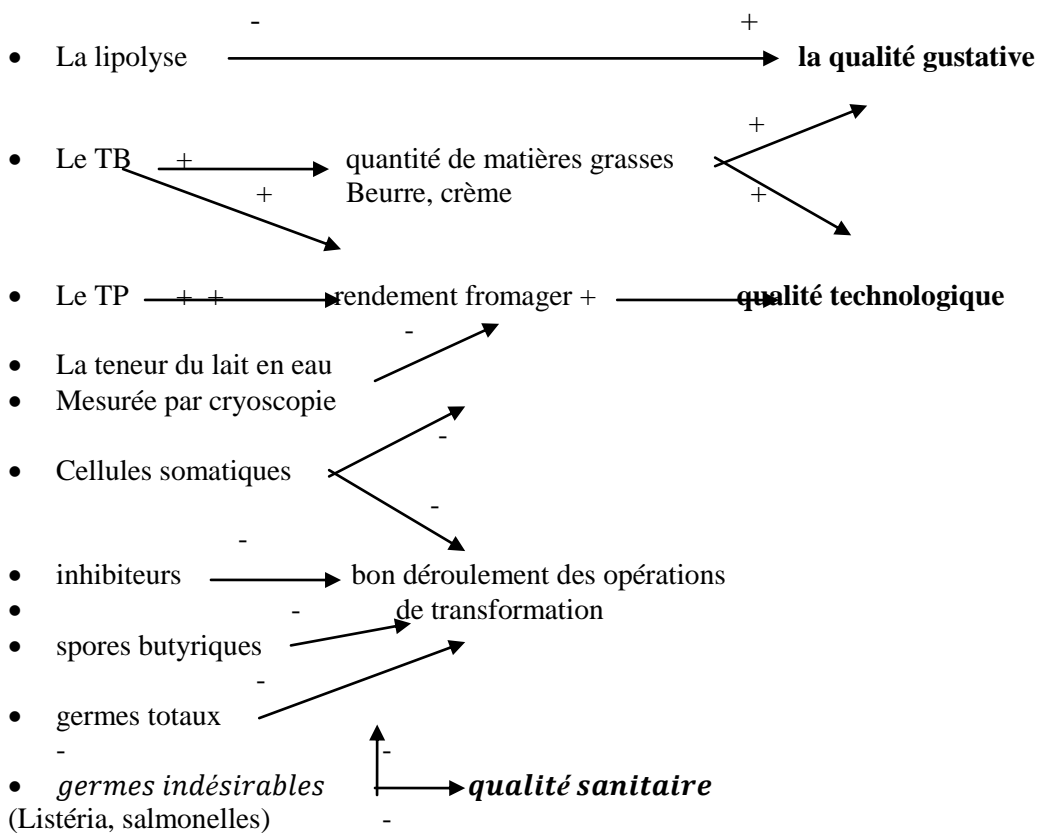 - +
• La lipolyse la qualité gustative
+
• Le TB + quantité de matières grasses
+ Beurre, crème +
• Le TP + + rendement fromager + qualité technologique
-
• La teneur du lait en eau
• Mesurée par cryoscopie
-
• Cellules somatiques
-
-
• inhibiteurs bon déroulement des opérations
• - de transformation
• spores butyriques
-
• germes totaux
- -
• germes indésirables qualité sanitaire
(Listéria, salmonelles) -